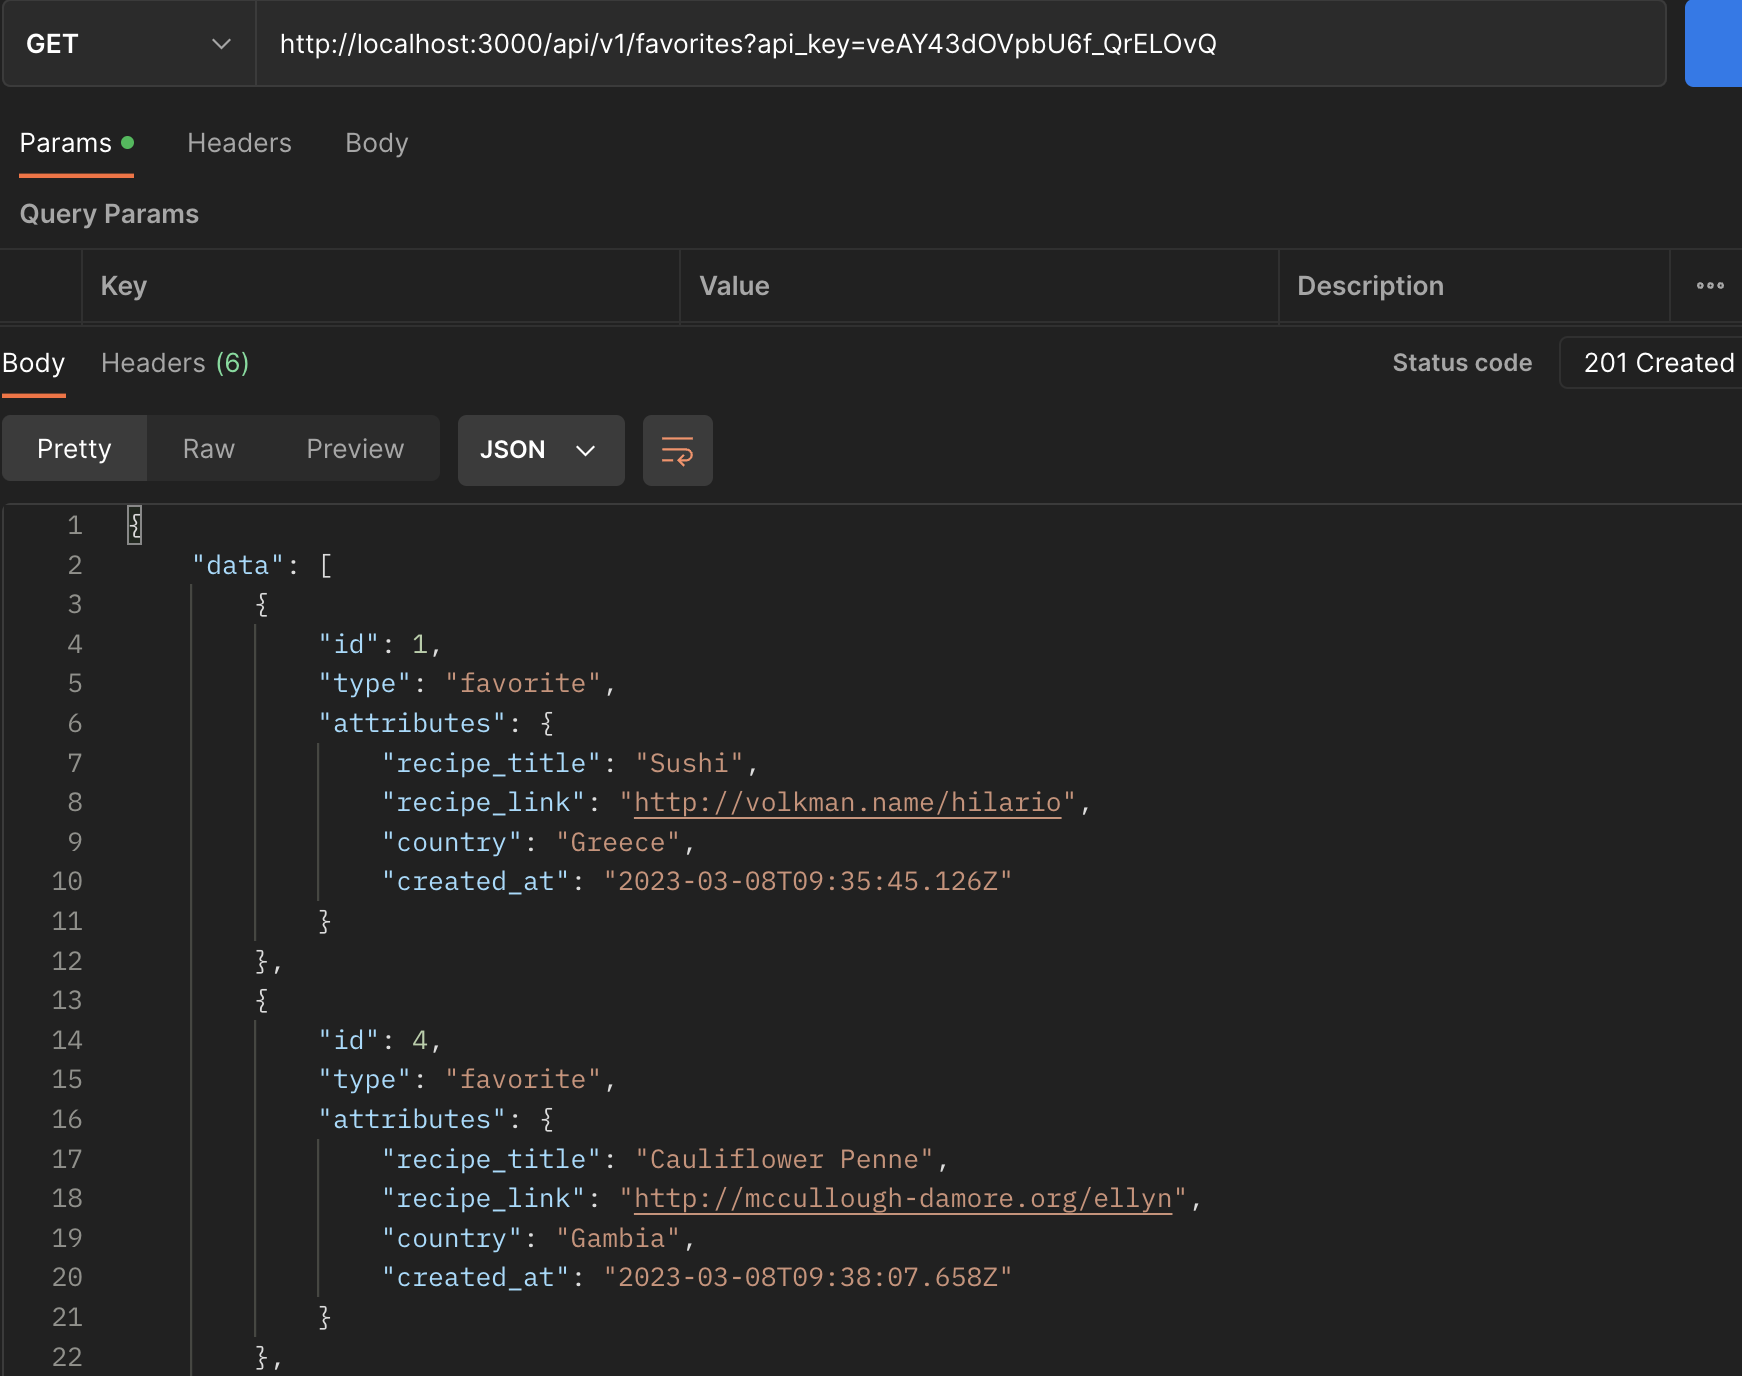 GET http://localhost:3000/api/v1/favorites?api_key=veAY43dOVpbU6f_QrELOvQ
Params Headers Body
Query Params
Key Value Description
Body Headers (6) Status code 201 Created
Pretty Raw Preview JSON
1 {
2 "data": [
3 {
4 "id": 1,
5 "type": "favorite",
6 "attributes": {
7 "recipe_title": "Sushi",
8 "recipe_link": "http://volkman.name/hilario",
9 "country": "Greece",
10 "created_at": "2023-03-08T09:35:45.126Z"
11 }
12 },
13 {
14 "id": 4,
15 "type": "favorite",
16 "attributes": {
17 "recipe_title": "Cauliflower Penne",
18 "recipe_link": "http://mccullough-damore.org/ellyn",
19 "country": "Gambia",
20 "created_at": "2023-03-08T09:38:07.658Z"
21 }
22 },